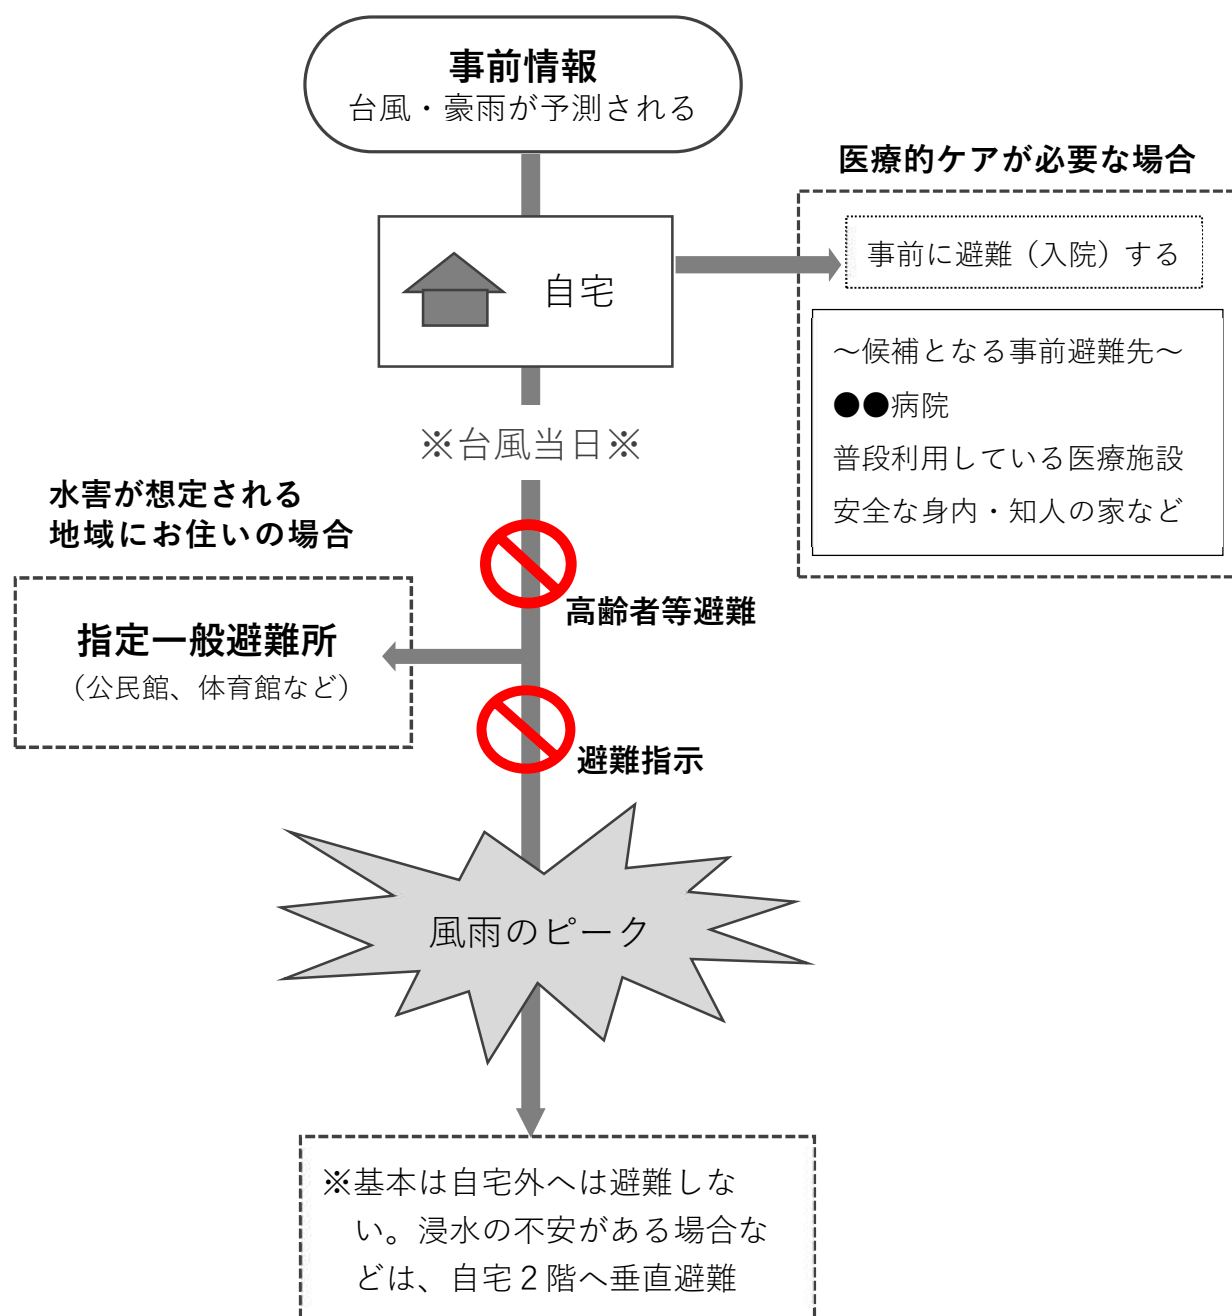 事前情報
台風・豪雨が予測される
医療的ケアが必要な場合
事前に避難（入院）する
自宅
～候補となる事前避難先～
●●病院
普段利用している医療施設
安全な身内・知人の家など
※台風当日※
水害が想定される
地域にお住いの場合
高齢者等避難
指定一般避難所
（公民館、体育館など）
避難指示
風雨のピーク
※基本は自宅外へは避難しな
い。浸水の不安がある場合な
どは、自宅２階へ垂直避難